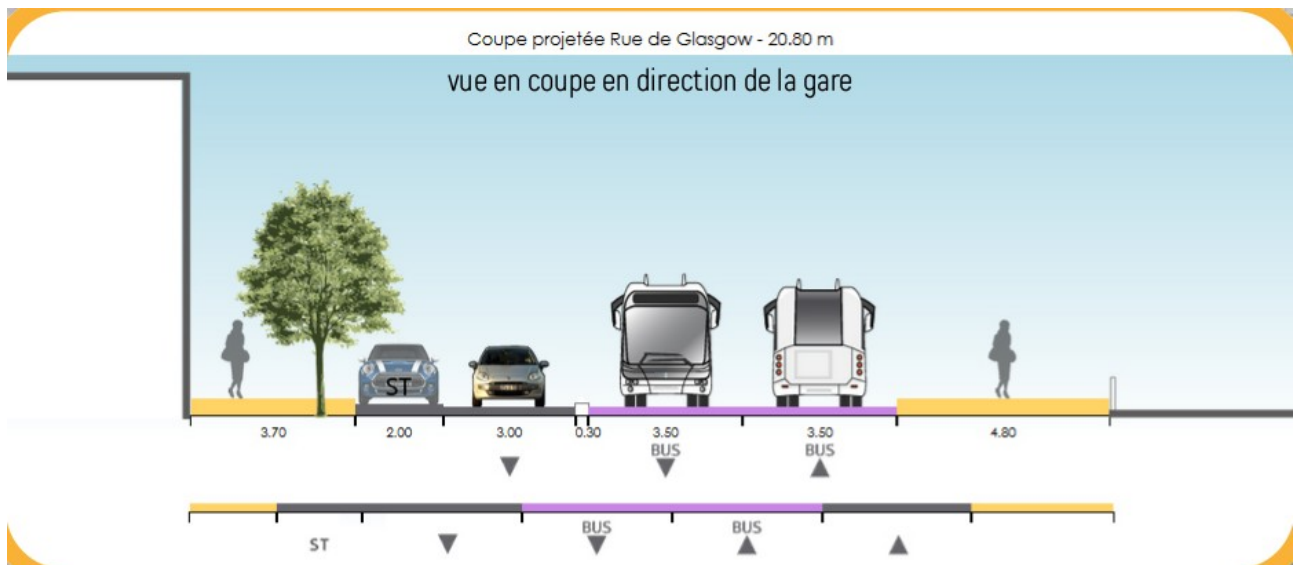 Coupe projetée Rue de Glasgow - 20.80 m
vue en coupe en direction de la gare
ST
3.70 2.00 3.00 0.30 3.50 3.50 4.80
BUS BUS
BUS BUS
ST